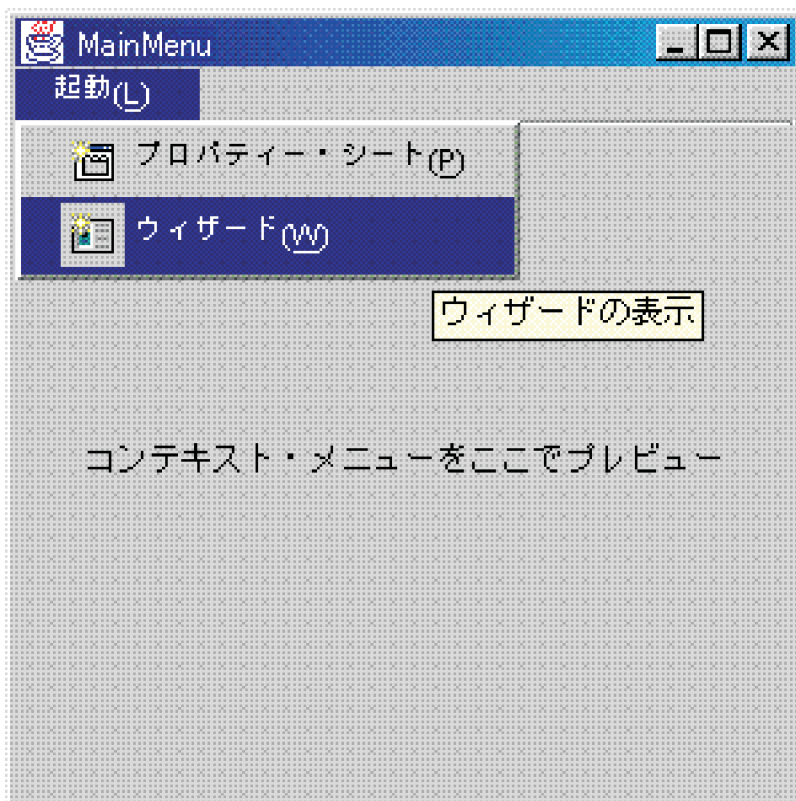 MainMenu
起動(L)
プロパティー・シート(P)
ウィザード(W)
ウィザードの表示
コンテキスト・メニューをここでプレビュー